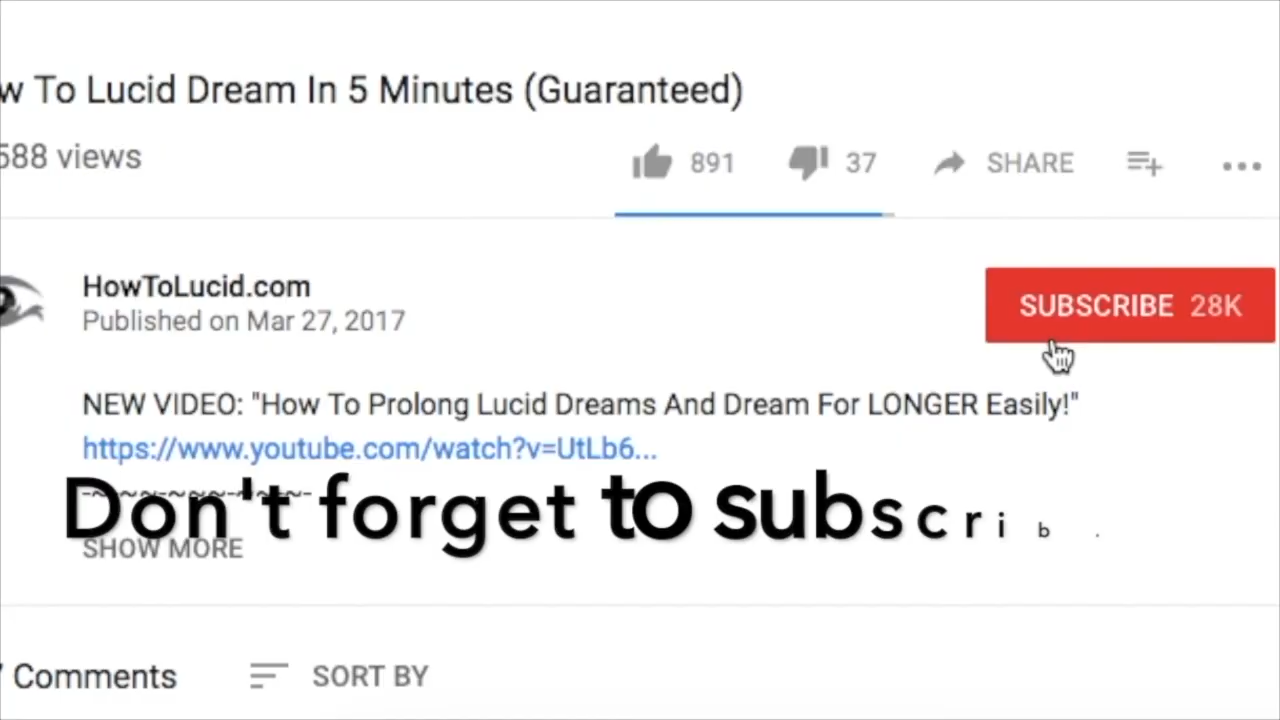 w To Lucid Dream In 5 Minutes (Guaranteed)
588 views
891 37 SHARE
HowToLucid.com
Published on Mar 27, 2017
SUBSCRIBE 28K
NEW VIDEO: "How To Prolong Lucid Dreams And Dream For LONGER Easily!"
https://www.youtube.com/watch?v=UtLb6...
Don't forget to subscrib
SHOW MORE
Comments SORT BY